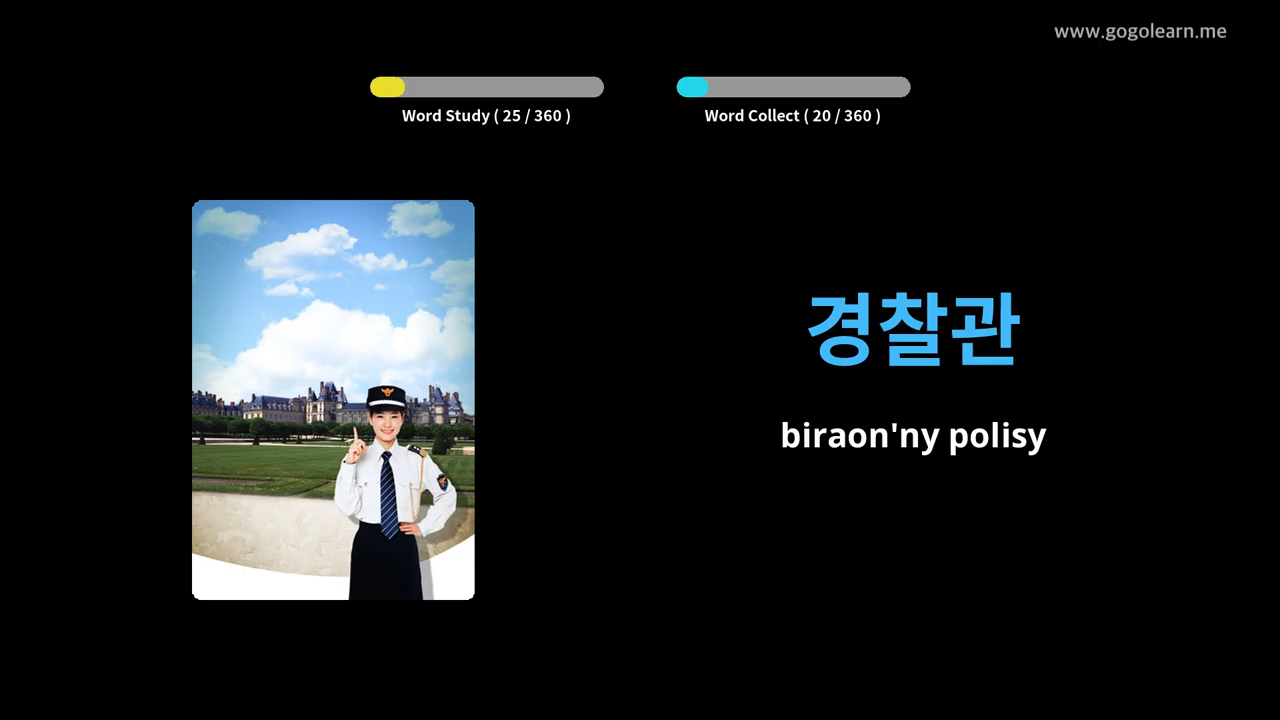 www.gogolearn.me
Word Study ( 25 / 360 )
Word Collect ( 20 / 360 )
경찰관
biraon'ny polisy